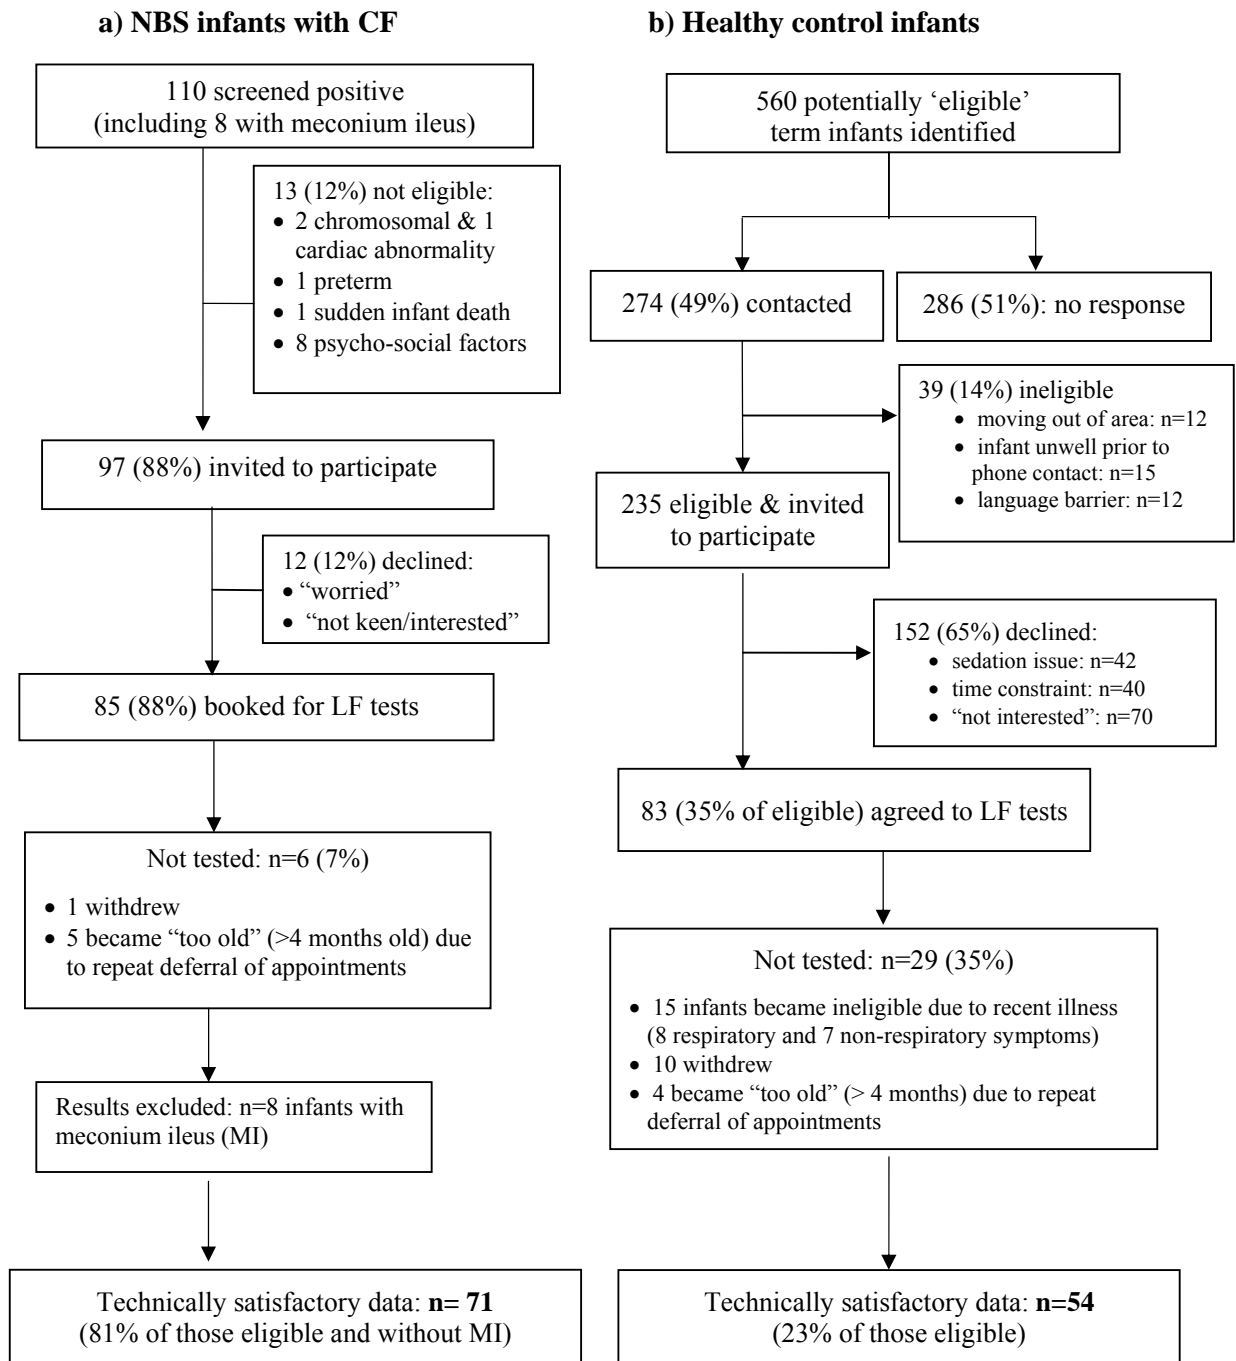 a) NBS infants with CF
110 screened positive
(including 8 with meconium ileus)
13 (12%) not eligible:
• 2 chromosomal & 1
cardiac abnormality
• 1 preterm
• 1 sudden infant death
• 8 psycho-social factors
97 (88%) invited to participate
12 (12%) declined:
• “worried”
• “not keen/interested”
85 (88%) booked for LF tests
Not tested: n=6 (7%)
• 1 withdrew
• 5 became “too old” (>4 months old) due
to repeat deferral of appointments
Results excluded: n=8 infants with
meconium ileus (MI)
Technically satisfactory data: n= 71
(81% of those eligible and without MI)
b) Healthy control infants
560 potentially ‘eligible’
term infants identified
274 (49%) contacted
286 (51%): no response
39 (14%) ineligible
• moving out of area: n=12
• infant unwell prior to
phone contact: n=15
• language barrier: n=12
235 eligible & invited
to participate
152 (65%) declined:
• sedation issue: n=42
• time constraint: n=40
• “not interested”: n=70
83 (35% of eligible) agreed to LF tests
Not tested: n=29 (35%)
• 15 infants became ineligible due to recent illness
(8 respiratory and 7 non-respiratory symptoms)
• 10 withdrew
• 4 became “too old” (> 4 months) due to repeat
deferral of appointments
Technically satisfactory data: n=54
(23% of those eligible)